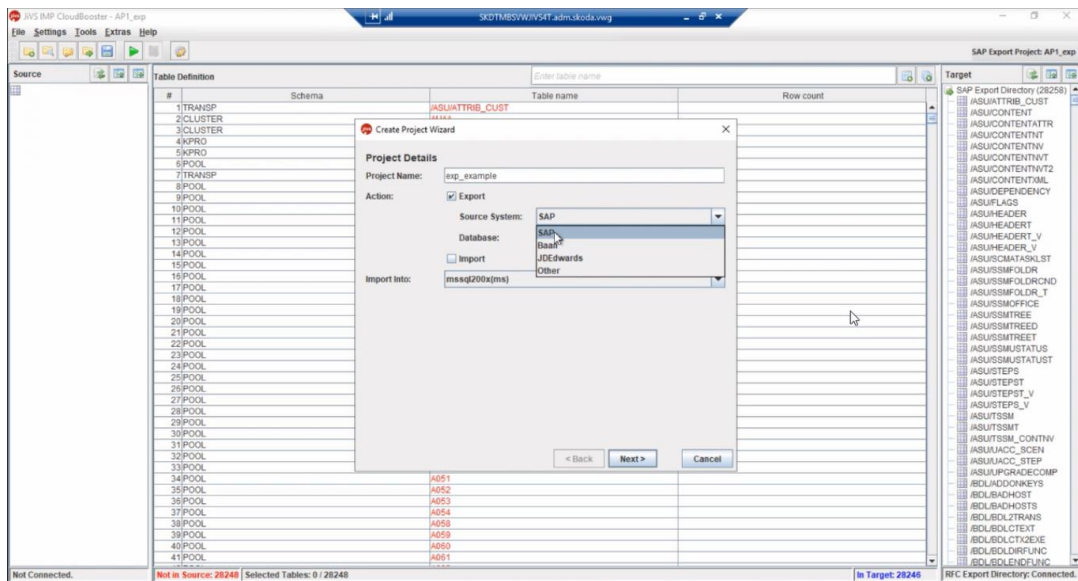 JiVS IMP CloudBooster - AP1_exp
SKDTMBSVWJIVS4T.adm.skoda.vwg
File Settings Tools Extras Help
SAP Export Project: AP1_exp
Source
Table Definition
Enter table name
Target
# Schema Table name Row count
1 TRANSP /ASU/ATTRIB_CUST
2 CLUSTER
3 CLUSTER
4 KPRO
5 KPRO
6 POOL
7 TRANSP
8 POOL
9 POOL
10 POOL
11 POOL
12 POOL
13 POOL
14 POOL
15 POOL
16 POOL
17 POOL
18 POOL
19 POOL
20 POOL
21 POOL
22 POOL
23 POOL
24 POOL
25 POOL
26 POOL
27 POOL
28 POOL
29 POOL
30 POOL
31 POOL
32 POOL
33 POOL
34 POOL A051
35 POOL A052
36 POOL A053
37 POOL A054
38 POOL A058
39 POOL A059
40 POOL A060
41 POOL A061
Create Project Wizard
Project Details
Project Name: exp_example
Action: Export
Source System: SAP
Database:
SAP
Baan
JDEdwards
Other
Import
Import Into: mssql200x(ms)
< Back Next > Cancel
SAP Export Directory (28258)
/ASU/ATTRIB_CUST
/ASU/CONTENT
/ASU/CONTENTATTR
/ASU/CONTENTNT
/ASU/CONTENTNV
/ASU/CONTENTNVT
/ASU/CONTENTNVT2
/ASU/CONTENTXML
/ASU/DEPENDENCY
/ASU/FLAGS
/ASU/HEADER
/ASU/HEADERT
/ASU/HEADERT_V
/ASU/HEADER_V
/ASU/SCMATASKLST
/ASU/SSMFOLDR
/ASU/SSMFOLDRCND
/ASU/SSMFOLDR_T
/ASU/SSMOFFICE
/ASU/SSMTREE
/ASU/SSMTREED
/ASU/SSMTREET
/ASU/SSMUSTATUS
/ASU/SSMUSTATUST
/ASU/STEPS
/ASU/STEPST
/ASU/STEPST_V
/ASU/STEPS_V
/ASU/TSSM
/ASU/TSSMT
/ASU/TSSM_CONTNV
/ASU/UACC_SCEN
/ASU/UACC_STEP
/ASU/UPGRADECOMP
/BDL/ADDONKEYS
/BDL/BADHOST
/BDL/BADHOSTS
/BDL/BDL2TRANS
/BDL/BDLCTEXT
/BDL/BDLCTX2EXE
/BDL/BDLDIRFUNC
/BDL/BDLENDFUNC
Not Connected.
Not in Source: 28248 Selected Tables: 0 / 28248
In Target: 28246
RFC Export Directory: Connected.